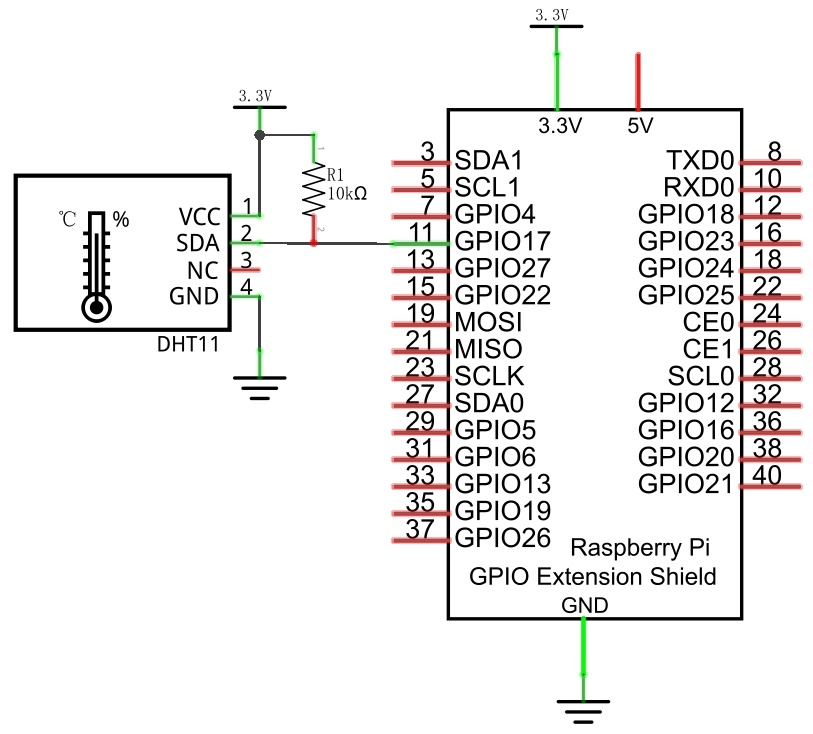 3.3V
3.3V
3.3V
5V
1
R1
10kΩ
2
℃ %
VCC 1
SDA 2
NC 3
GND 4
DHT11
3 SDA1 TXD0 8
5 SCL1 RXD0 10
7 GPIO4 GPIO18 12
11 GPIO17 GPIO23 16
13 GPIO27 GPIO24 18
15 GPIO22 GPIO25 22
19 MOSI CE0 24
21 MISO CE1 26
23 SCLK SCL0 28
27 SDA0 GPIO12 32
29 GPIO5 GPIO16 36
31 GPIO6 GPIO20 38
33 GPIO13 GPIO21 40
35 GPIO19
37 GPIO26
Raspberry Pi
GPIO Extension Shield
GND